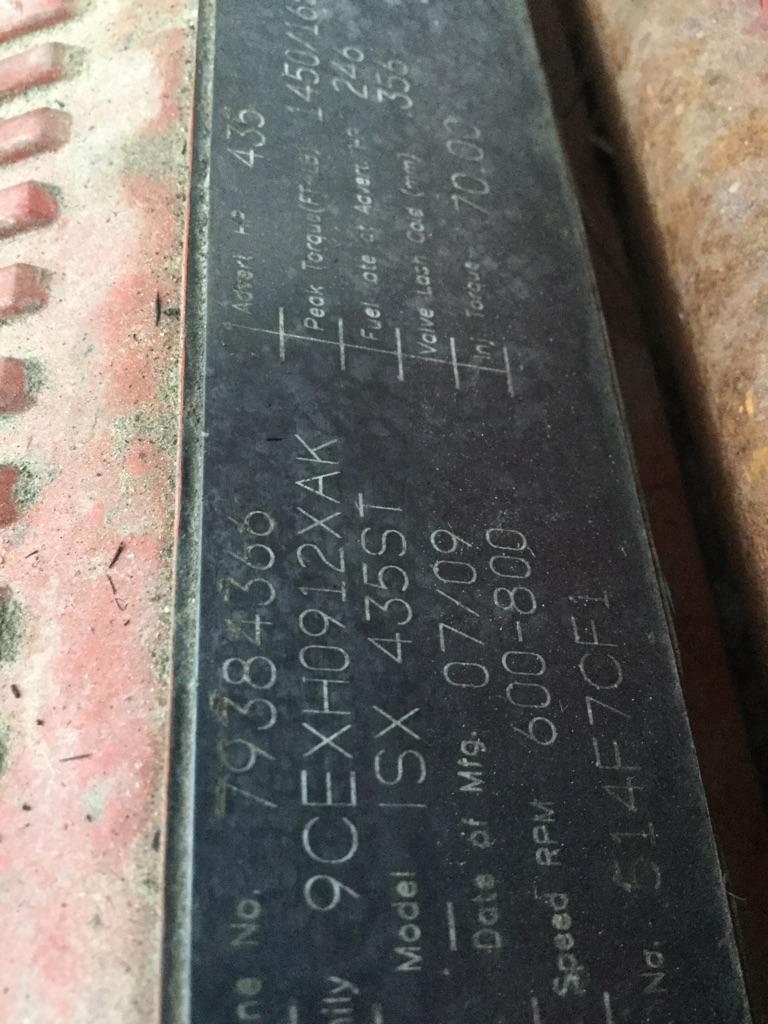 ne No. 79384366
ily 9CEXH0912XAK
Model ISX 435ST
Date of Mfg. 07/09
Speed RPM 600-800
No. 514F7CF1
Advert HP 435
Peak Torque(FT-LB) 1450/16
Fuel ate at Advert HP 246
Valve Lash Cold (mm) .356
Inj Torque 70.00